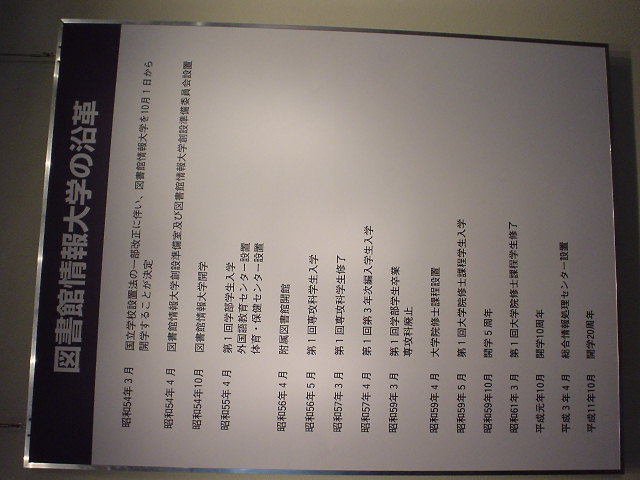 図書館情報大学の沿革
昭和54年 3 月 国立学校設置法の一部改正に伴い、図書館情報大学を10月 1 日から
開学することが決定
昭和54年 4 月 図書館情報大学創設準備室及び図書館情報大学創設準備委員会設置
昭和54年10月 図書館情報大学開学
昭和55年 4 月 第 1 回学部学生入学
外国語教育センター設置
体育・保健センター設置
昭和56年 4 月 附属図書館開館
昭和56年 5 月 第 1 回専攻科学生入学
昭和57年 3 月 第 1 回専攻科学生修了
昭和57年 4 月 第 1 回第 3 年次編入学生入学
昭和59年 3 月 第 1 回学部学生卒業
専攻科廃止
昭和59年 4 月 大学院修士課程設置
昭和59年 5 月 第 1 回大学院修士課程学生入学
昭和59年10月 開学 5 周年
昭和61年 3 月 第 1 回大学院修士課程学生修了
平成元年10月 開学10周年
平成 3 年 4 月 総合情報処理センター設置
平成11年10月 開学20周年